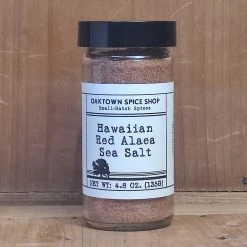 OAKTOWN SPICE SHOP
Small-Batch Spices
Hawaiian
Red Alaea
Sea Salt
NET WT: 4.8 Oz. (135G)